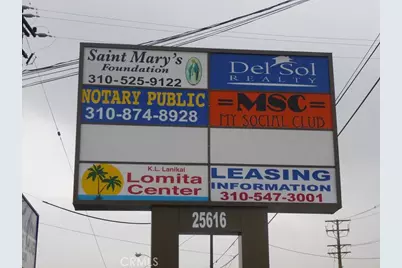 Saint Mary's
Foundation
310-525-9122
Del Sol
REALTY
NOTARY PUBLIC
310-874-8928
=MSC=
MY SOCIAL CLUB
K.L. Lanikai
Lomita
Center
LEASING
INFORMATION
310-547-3001
25616
CRMLS